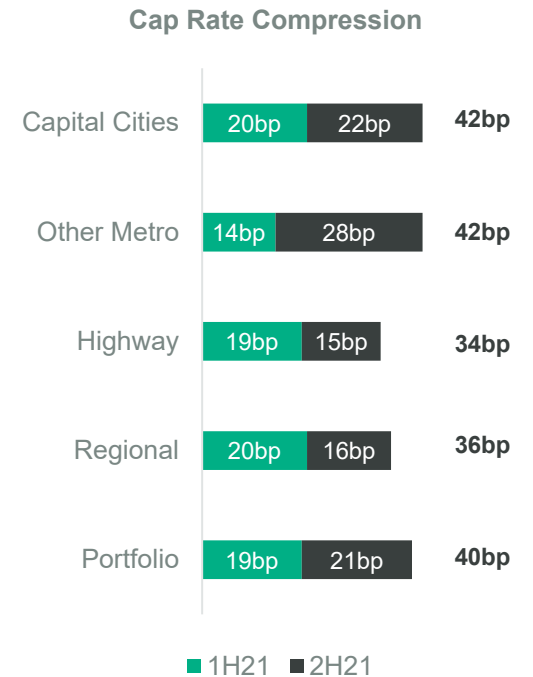 Cap Rate Compression
Capital Cities 20bp 22bp 42bp
Other Metro 14bp 28bp 42bp
Highway 19bp 15bp 34bp
Regional 20bp 16bp 36bp
Portfolio 19bp 21bp 40bp
1H21 2H21